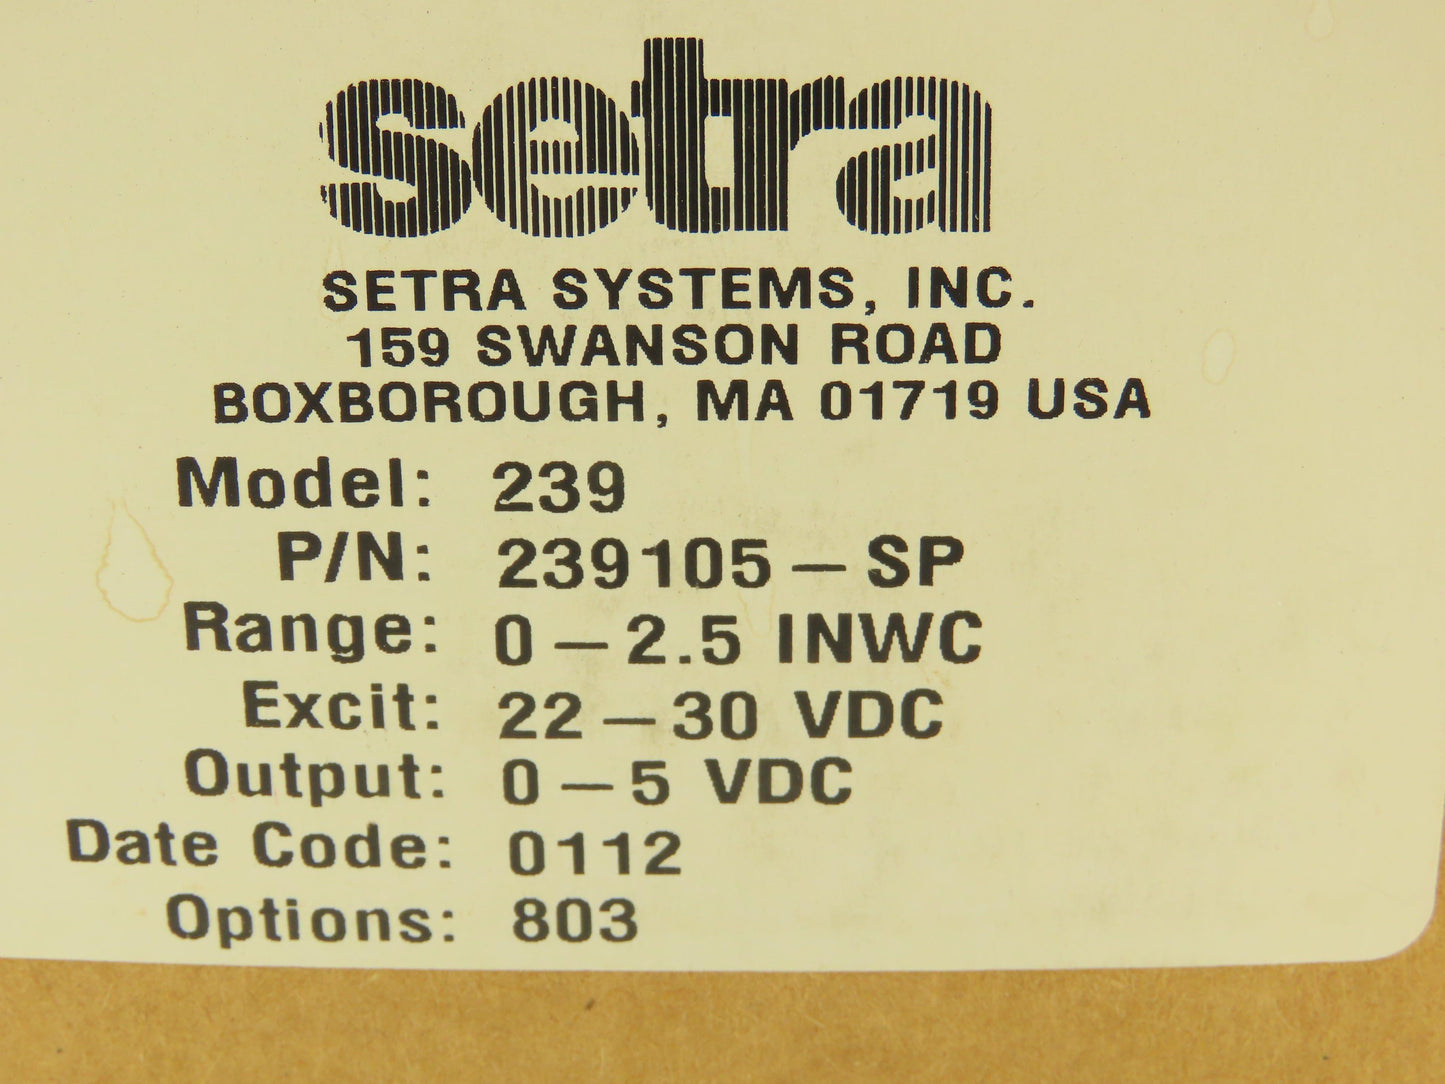 setra
SETRA SYSTEMS, INC.
159 SWANSON ROAD
BOXBOROUGH, MA 01719 USA
Model: 239
P/N: 239105-SP
Range: 0-2.5 INWC
Excit: 22-30 VDC
Output: 0-5 VDC
Date Code: 0112
Options: 803